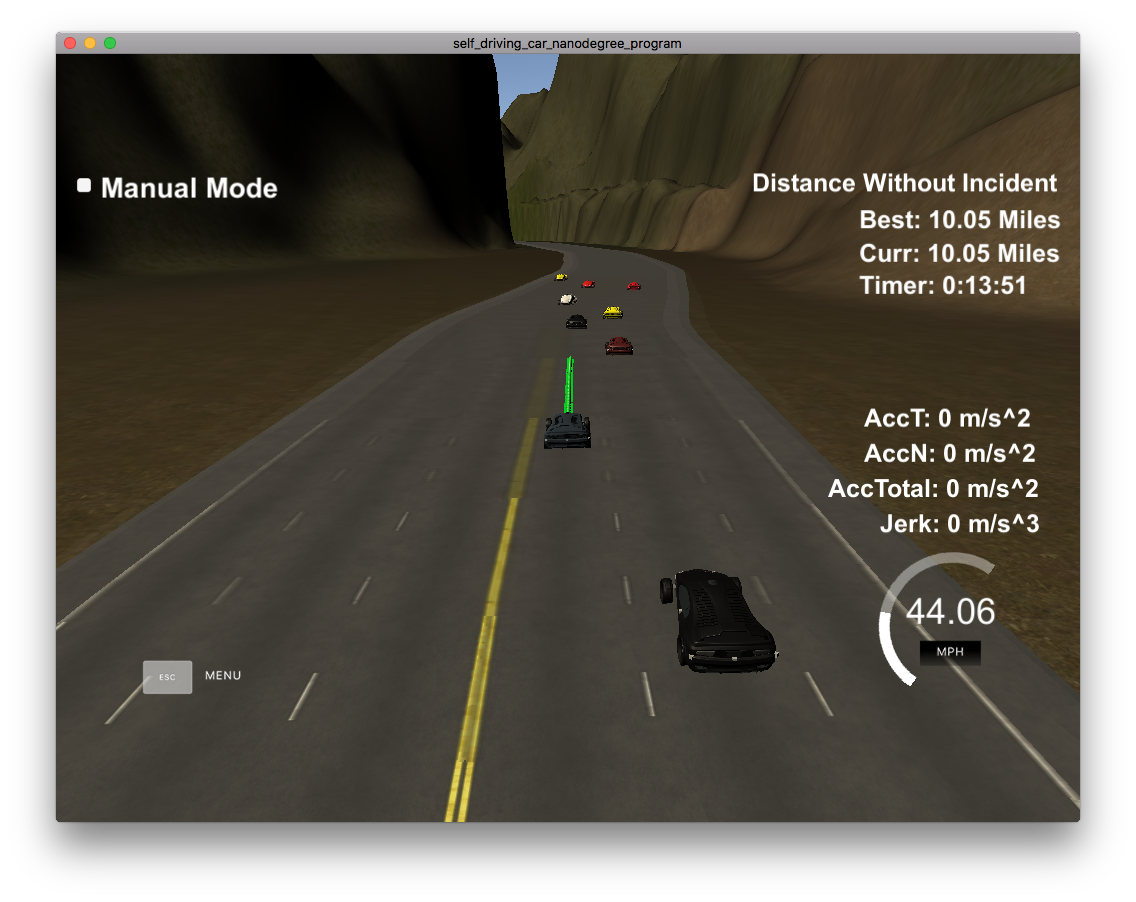 self_driving_car_nanodegree_program
Manual Mode
Distance Without Incident
Best: 10.05 Miles
Curr: 10.05 Miles
Timer: 0:13:51
AccT: 0 m/s^2
AccN: 0 m/s^2
AccTotal: 0 m/s^2
Jerk: 0 m/s^3
44.06
MPH
ESC MENU